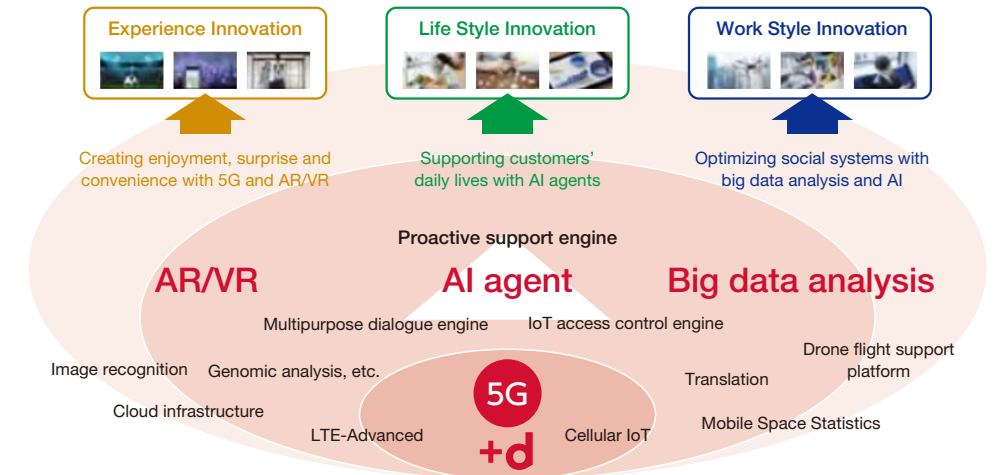 Experience Innovation
Life Style Innovation
Work Style Innovation
Creating enjoyment, surprise and
convenience with 5G and AR/VR
Supporting customers'
daily lives with AI agents
Optimizing social systems with
big data analysis and AI
Proactive support engine
AR/VR
AI agent
Big data analysis
Multipurpose dialogue engine
IoT access control engine
Image recognition
Genomic analysis, etc.
Drone flight support
platform
Translation
5G
Cloud infrastructure
Mobile Space Statistics
LTE-Advanced
+d
Cellular IoT